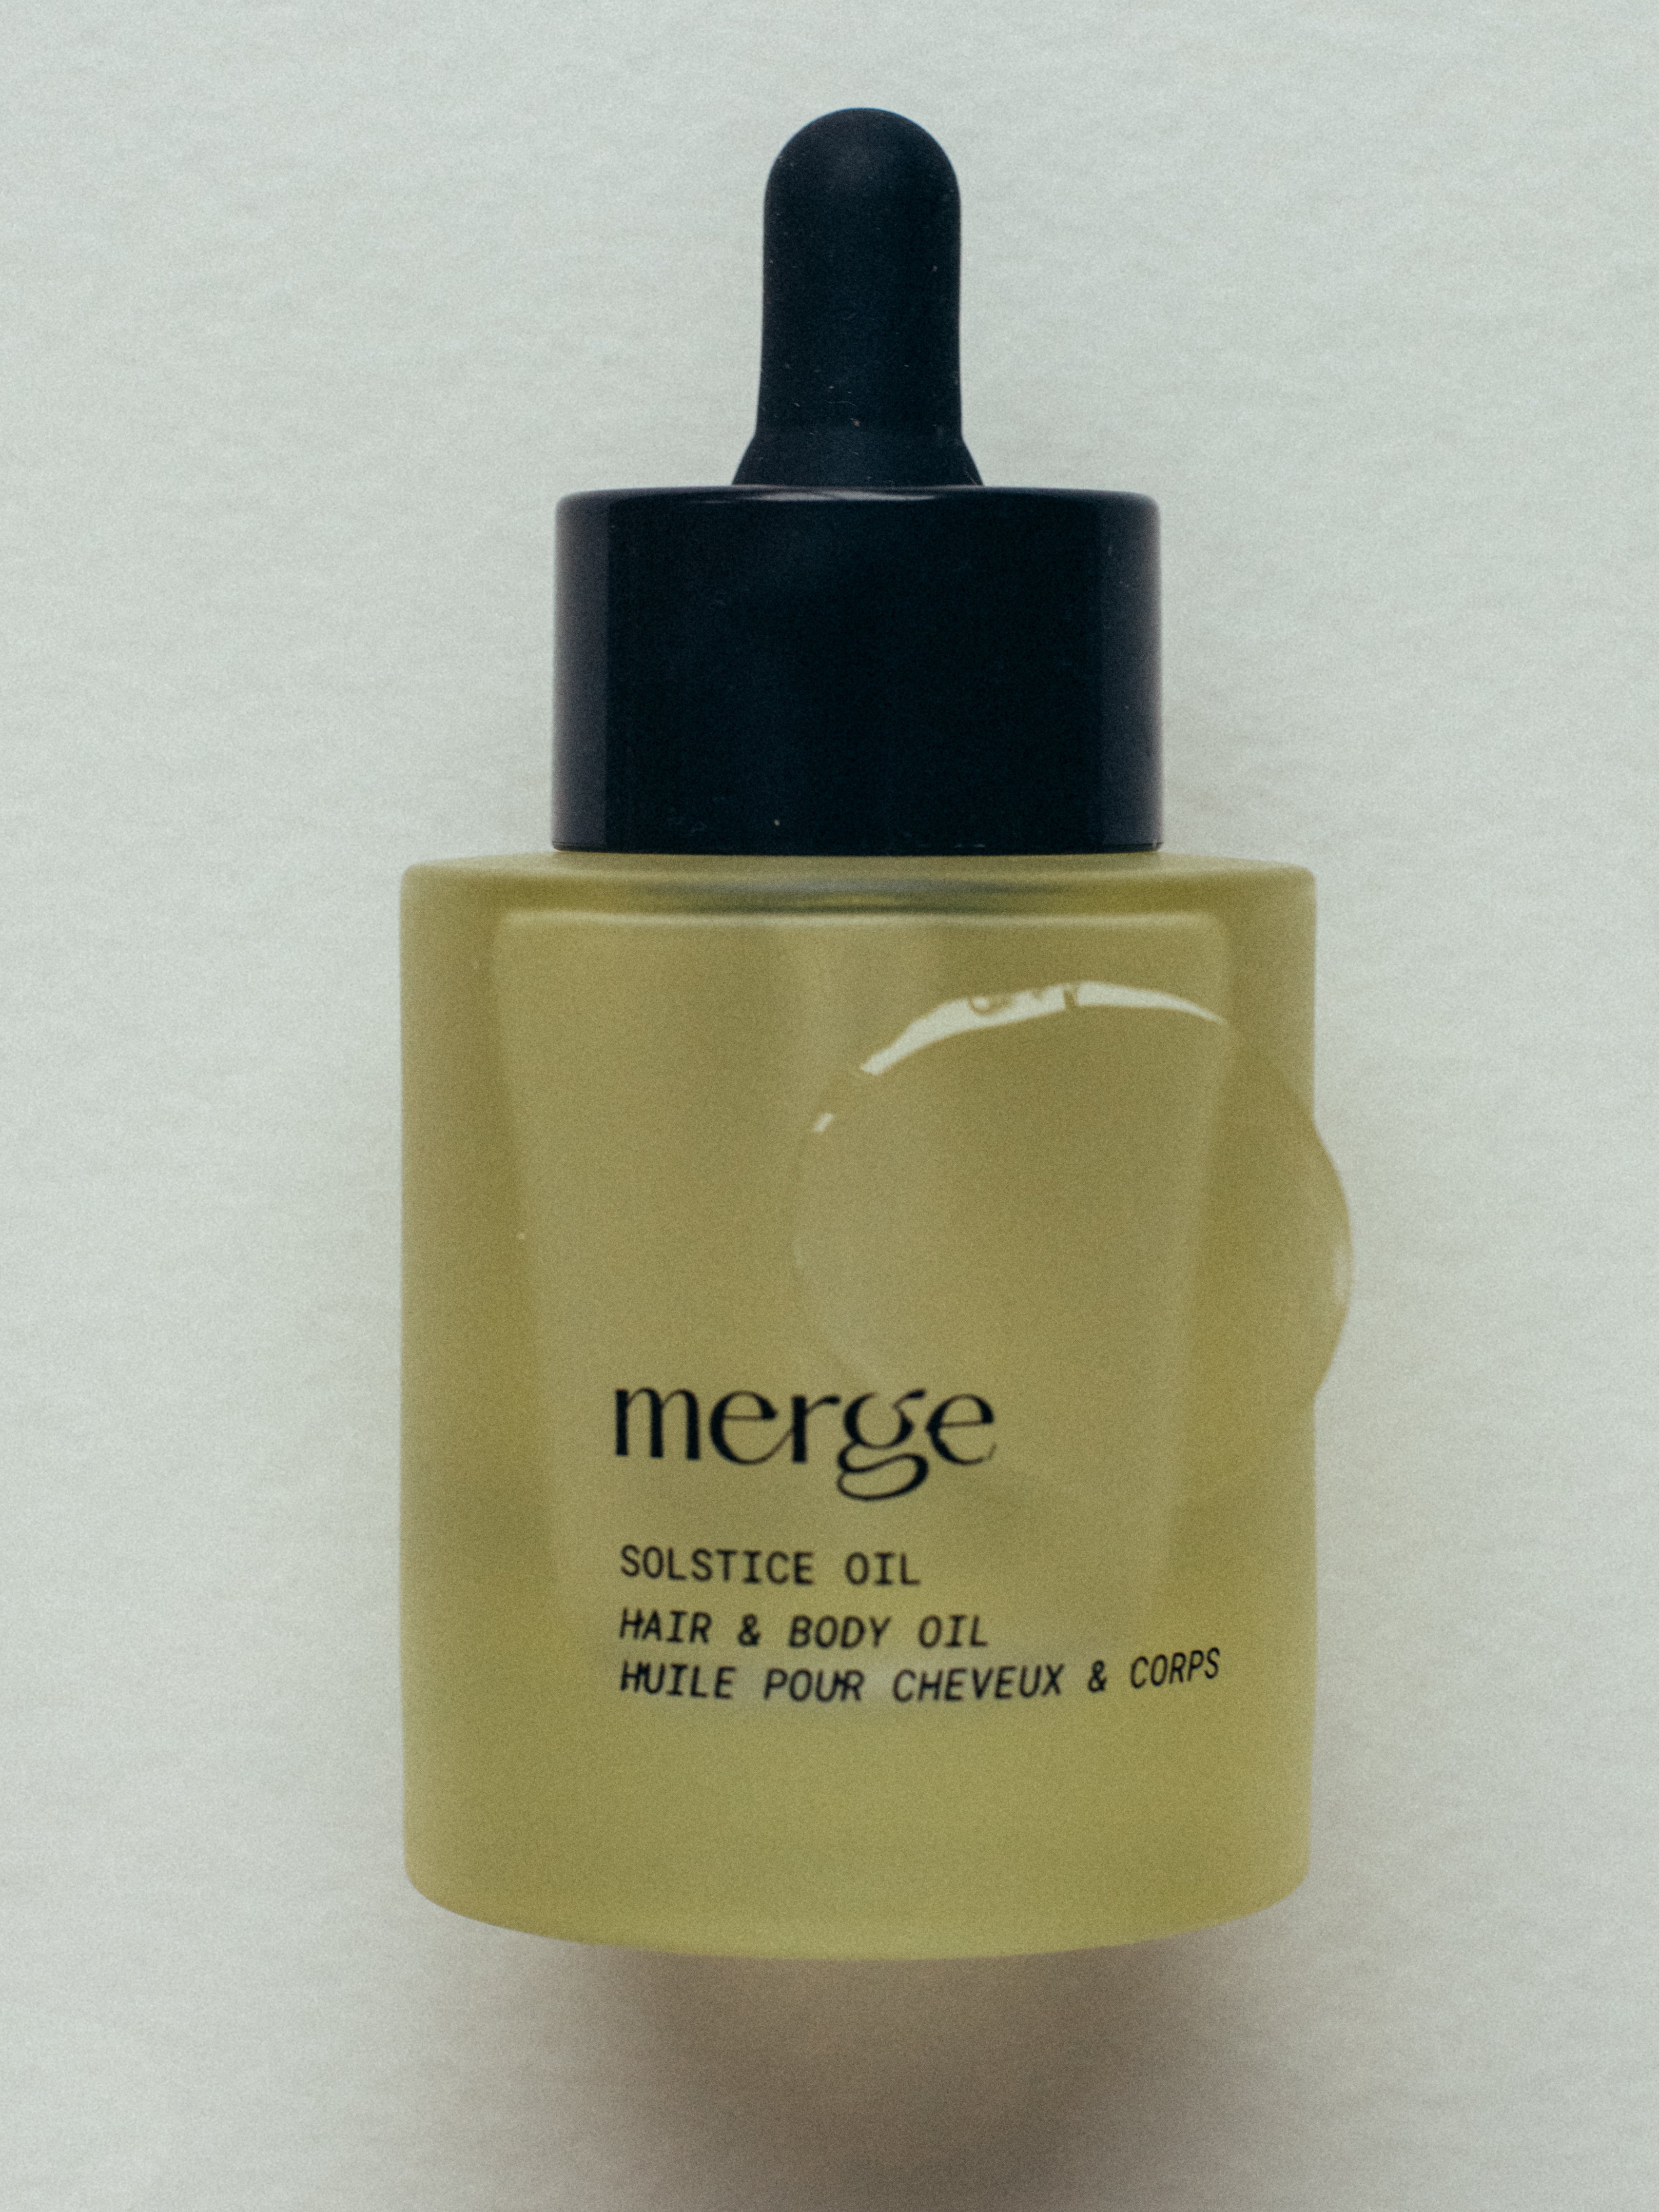 merge
SOLSTICE OIL
HAIR & BODY OIL
HUILE POUR CHEVEUX & CORPS